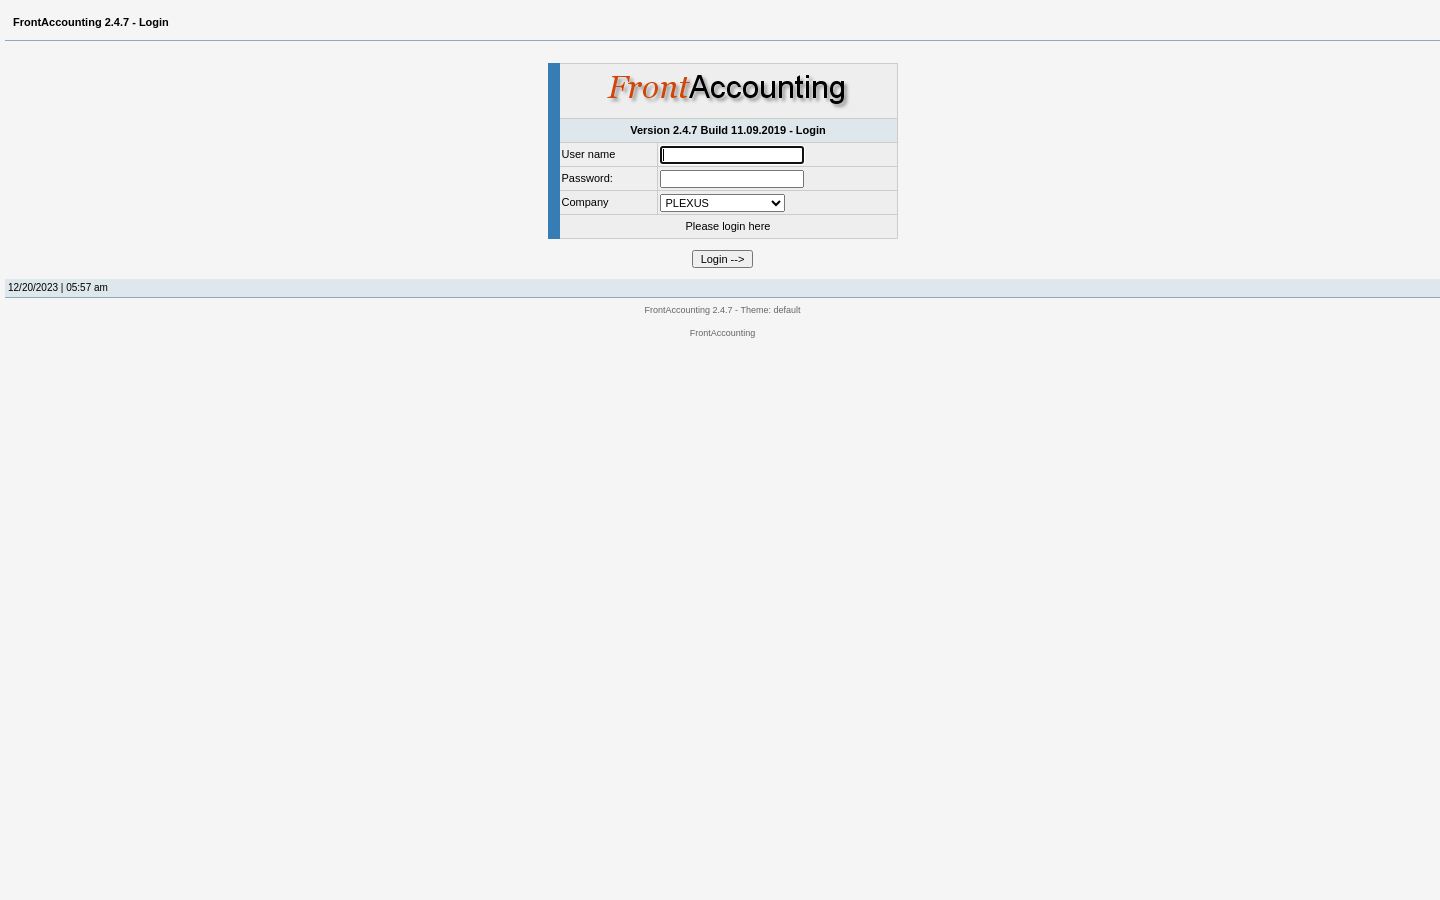 FrontAccounting 2.4.7 - Login
FrontAccounting
Version 2.4.7 Build 11.09.2019 - Login
User name
Password:
Company PLEXUS
Please login here
Login -->
12/20/2023 | 05:57 am
FrontAccounting 2.4.7 - Theme: default
FrontAccounting